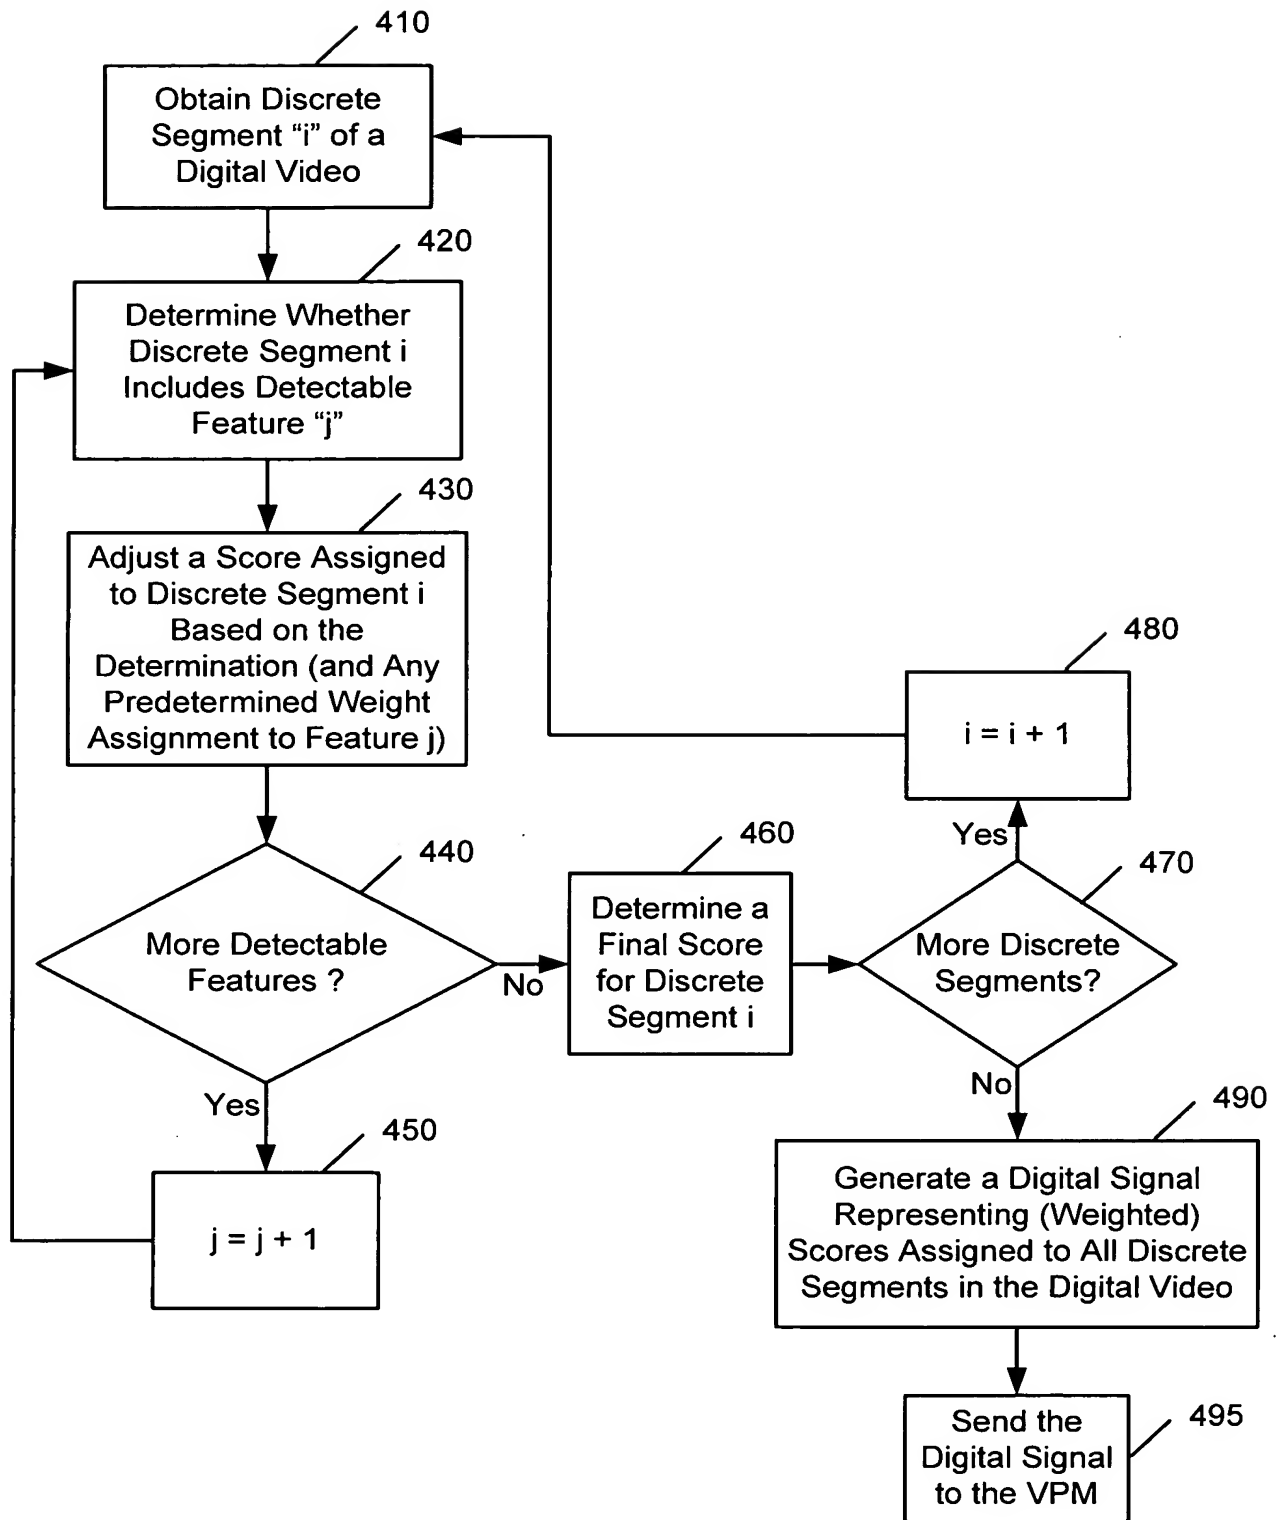 410
Obtain Discrete
Segment “i” of a
Digital Video
420
Determine Whether
Discrete Segment i
Includes Detectable
Feature “j”
430
Adjust a Score Assigned
to Discrete Segment i
Based on the
Determination (and Any
Predetermined Weight
Assignment to Feature j)
440
More Detectable
Features ?
Yes
No
450
j = j + 1
460
Determine a
Final Score
for Discrete
Segment i
470
More Discrete
Segments?
Yes
No
480
i = i + 1
490
Generate a Digital Signal
Representing (Weighted)
Scores Assigned to All Discrete
Segments in the Digital Video
495
Send the
Digital Signal
to the VPM